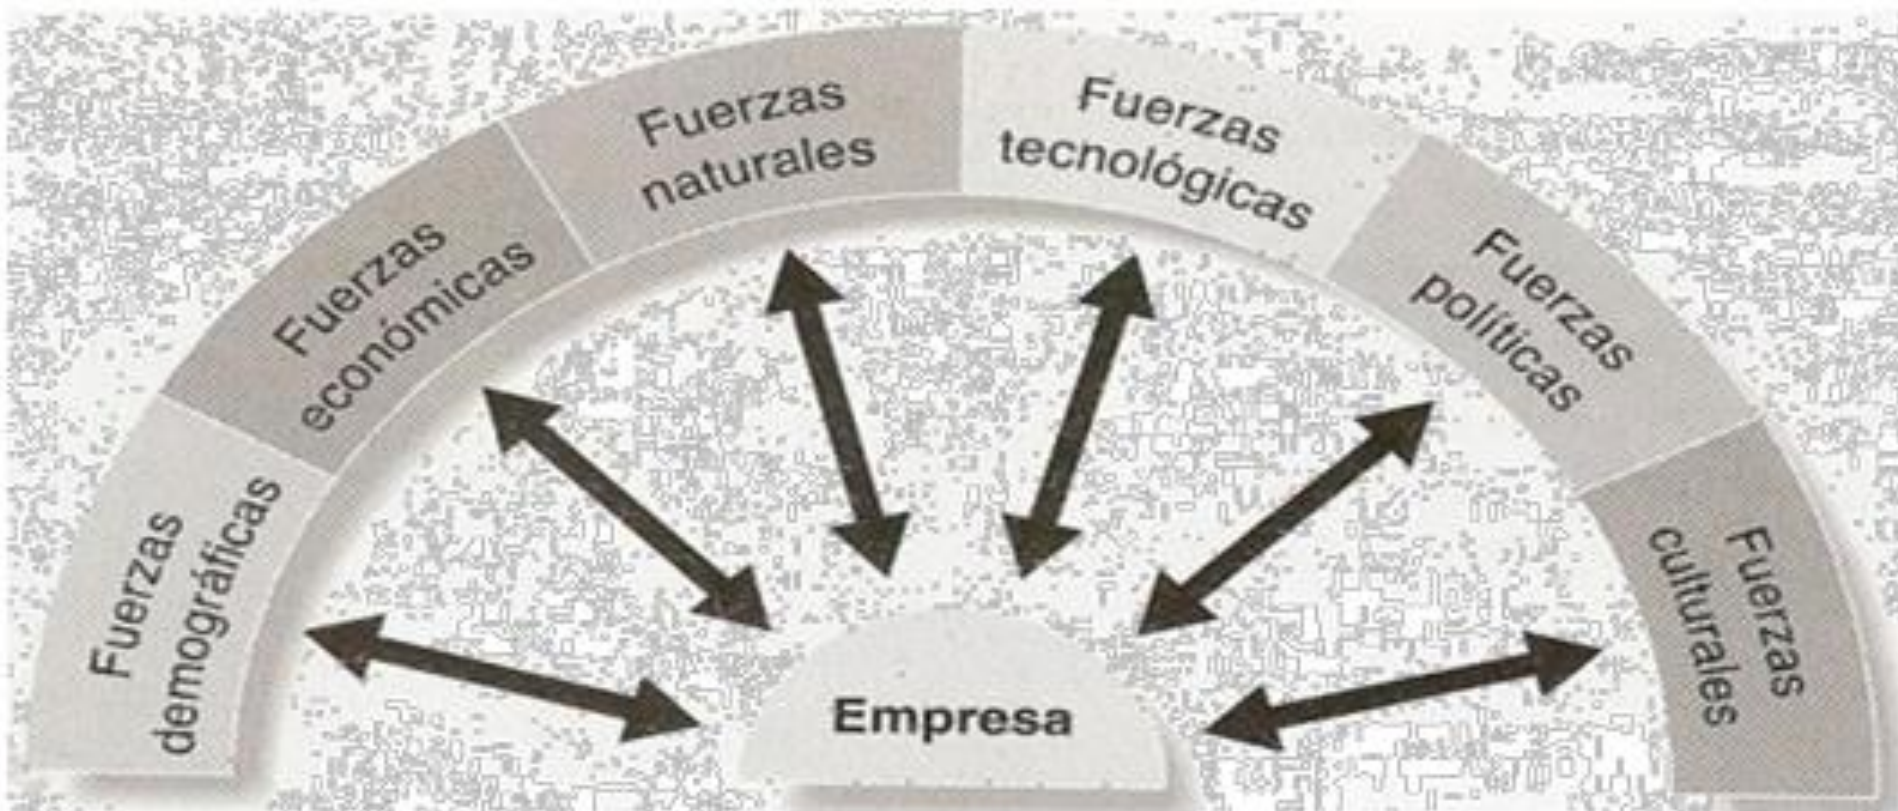 Fuerzas
demográficas
Fuerzas
económicas
Fuerzas
naturales
Fuerzas
tecnológicas
Fuerzas
políticas
Fuerzas
culturales
Empresa